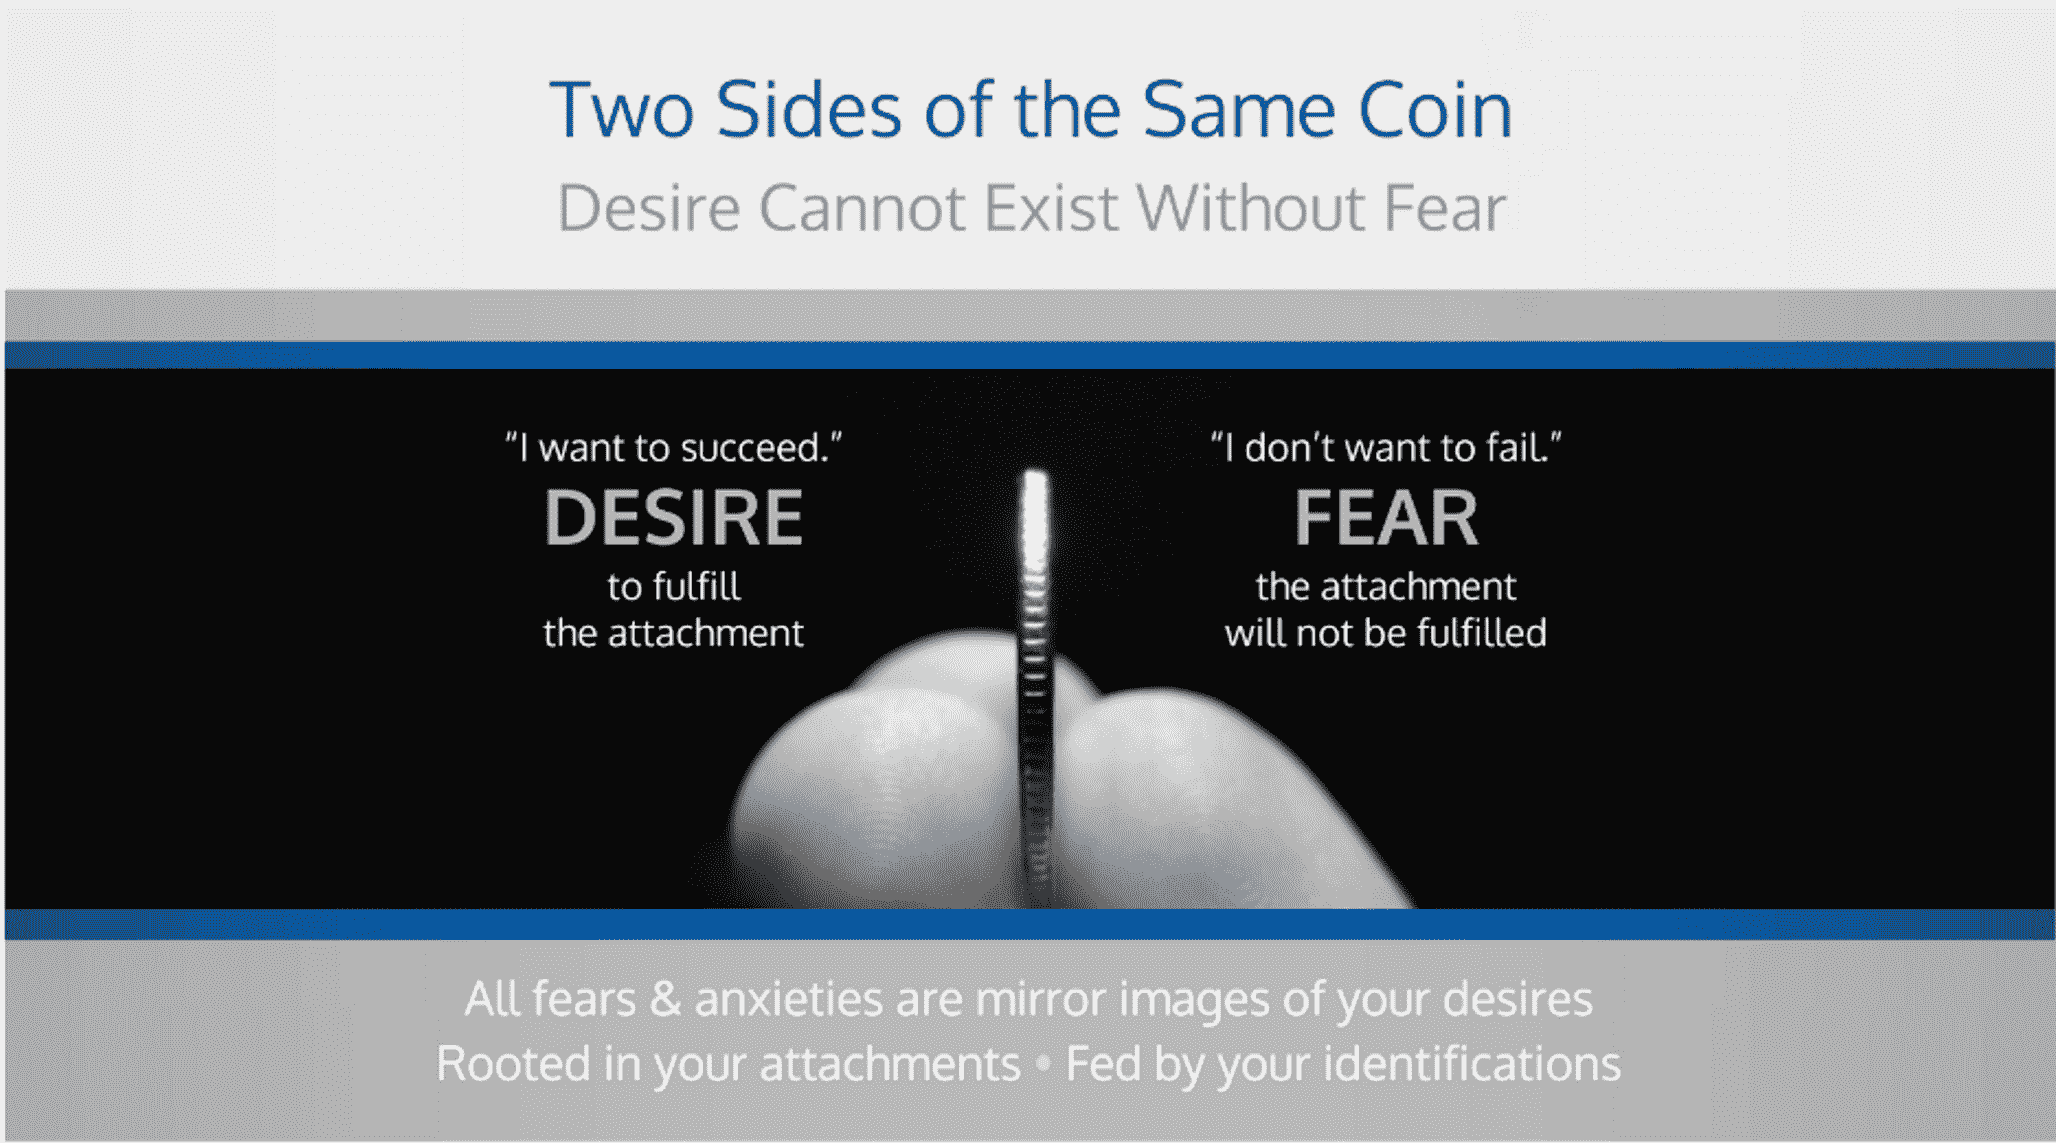 Two Sides of the Same Coin
Desire Cannot Exist Without Fear
“I want to succeed.”
DESIRE
to fulfill
the attachment
“I don’t want to fail.”
FEAR
the attachment
will not be fulfilled
All fears & anxieties are mirror images of your desires
Rooted in your attachments • Fed by your identifications